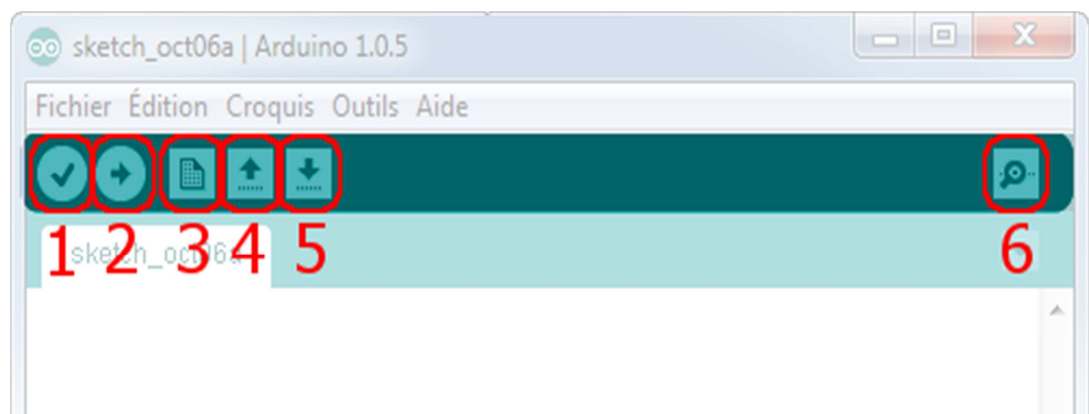 sketch_oct06a | Arduino 1.0.5
Fichier Édition Croquis Outils Aide
sketch_oct06a
1 2 3 4 5 6